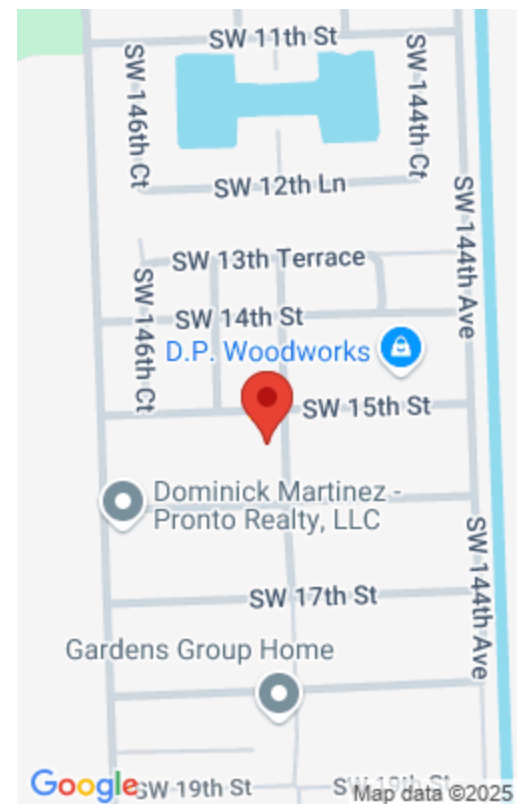 SW 11th St
SW 146th Ct
SW 144th Ct
SW 12th Ln
SW 144th Ave
SW 13th Terrace
SW 146th Ct
SW 14th St
D.P. Woodworks
SW 15th St
Dominick Martinez -
Pronto Realty, LLC
SW 144th Ave
SW 17th St
Gardens Group Home
Google
SW 19th St
SW 19th St
Map data ©2025